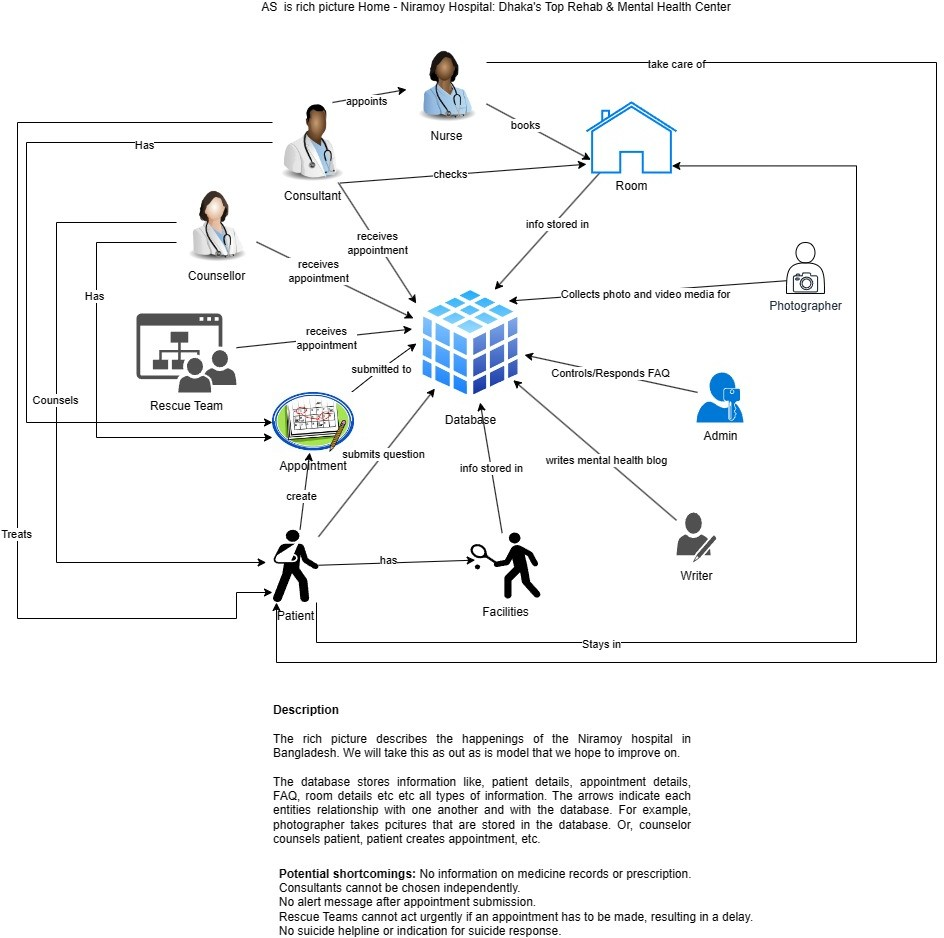 AS  is rich picture Home - Niramoy Hospital: Dhaka's Top Rehab & Mental Health Center
take care of
appoints
Nurse
books
Has
checks
Consultant
Room
info stored in
receives
appointment
receives
appointment
Counsellor
Has
Collects photo and video media for
Photographer
receives
appointment
submitted to
Controls/Responds FAQ
Counsels
Rescue Team
Database
Admin
submits question
Appointment
info stored in
writes mental health blog
create
Treats
has
Writer
Patient
Facilities
Stays in
Description
The rich picture describes the happenings of the Niramoy hospital in
Bangladesh. We will take this as out as is model that we hope to improve on.
The database stores information like, patient details, appointment details,
FAQ, room details etc etc all types of information. The arrows indicate each
entities relationship with one another and with the database. For example,
photographer takes pcitures that are stored in the database. Or, counselor
counsels patient, patient creates appointment, etc.
Potential shortcomings: No information on medicine records or prescription.
Consultants cannot be chosen independently.
No alert message after appointment submission.
Rescue Teams cannot act urgently if an appointment has to be made, resulting in a delay.
No suicide helpline or indication for suicide response.